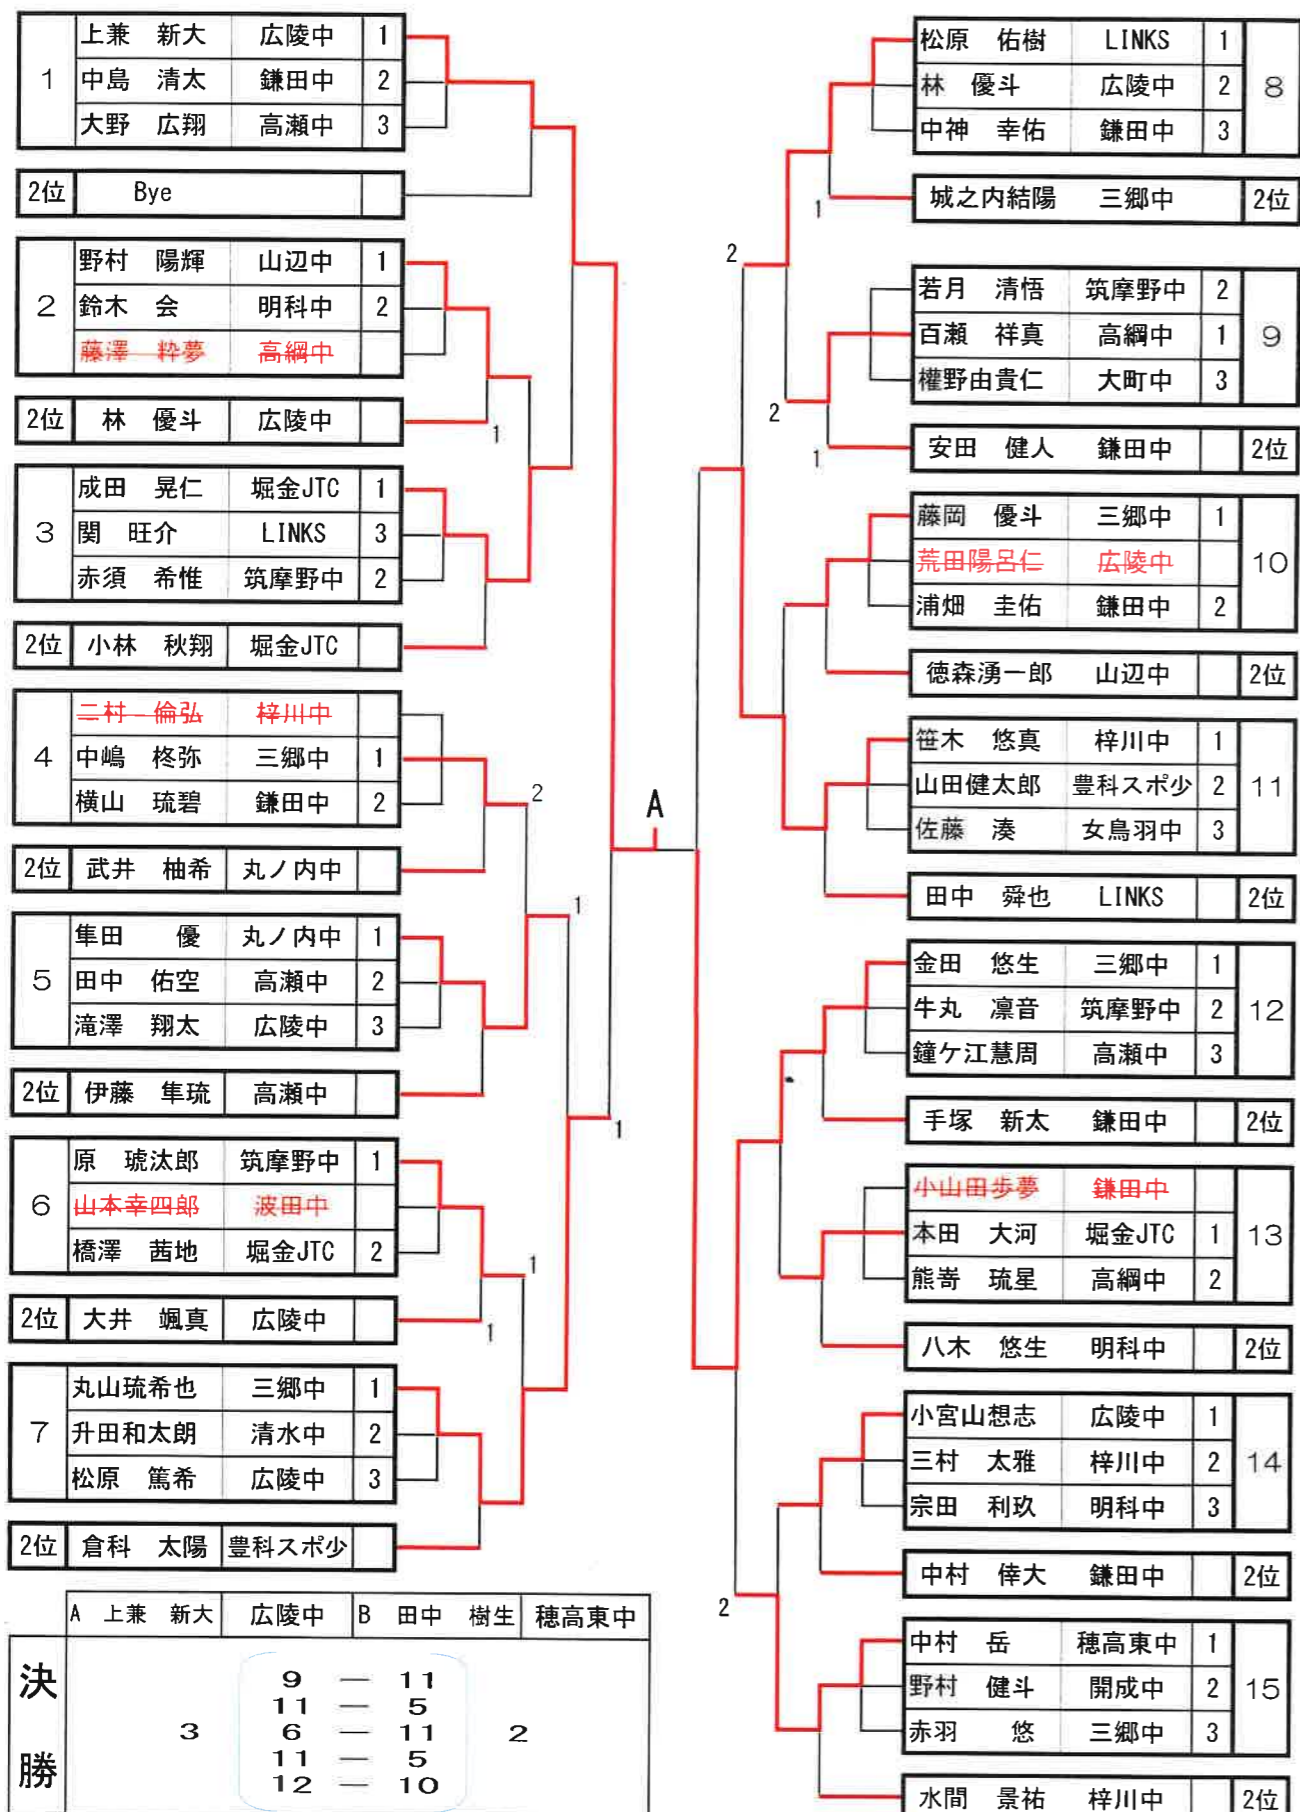 1
上兼 新大 広陵中 1
中島 清太 鎌田中 2
大野 広翔 高瀬中 3
2位 Bye
2
野村 陽輝 山辺中 1
鈴木 会 明科中 2
藤澤 粋夢 高綱中
2位 林 優斗 広陵中
1
3
成田 晃仁 堀金JTC 1
関 旺介 LINKS 3
赤須 希惟 筑摩野中 2
2位 小林 秋翔 堀金JTC
4
二村 倫弘 梓川中
中嶋 柊弥 三郷中 1
横山 琉碧 鎌田中 2
2
2位 武井 柚希 丸ノ内中
1
5
隼田 優 丸ノ内中 1
田中 佑空 高瀬中 2
滝澤 翔太 広陵中 3
2位 伊藤 隼琉 高瀬中
1
6
原 琥汰郎 筑摩野中 1
山本幸四郎 波田中
橋澤 茜地 堀金JTC 2
1
2位 大井 颯真 広陵中
1
7
丸山琉希也 三郷中 1
升田和太朗 清水中 2
松原 篤希 広陵中 3
2位 倉科 太陽 豊科スポ少
A
松原 佑樹 LINKS 1
林 優斗 広陵中 2
中神 幸佑 鎌田中 3
8
1
城之内結陽 三郷中 2位
2
若月 清悟 筑摩野中 2
百瀬 祥真 高綱中 1
櫂野由貴仁 大町中 3
9
2
1
安田 健人 鎌田中 2位
藤岡 優斗 三郷中 1
荒田陽呂仁 広陵中
浦畑 圭佑 鎌田中 2
10
徳森湧一郎 山辺中 2位
笹木 悠真 梓川中 1
山田健太郎 豊科スポ少 2
佐藤 湊 女鳥羽中 3
11
田中 舜也 LINKS 2位
金田 悠生 三郷中 1
牛丸 凛音 筑摩野中 2
鐘ケ江慧周 高瀬中 3
12
手塚 新太 鎌田中 2位
小山田歩夢 鎌田中
本田 大河 堀金JTC 1
熊嵜 琉星 高綱中 2
13
八木 悠生 明科中 2位
小宮山想志 広陵中 1
三村 太雅 梓川中 2
宗田 利玖 明科中 3
14
中村 倖大 鎌田中 2位
2
中村 岳 穂高東中 1
野村 健斗 開成中 2
赤羽 悠 三郷中 3
15
水間 景祐 梓川中 2位
A 上兼 新大 広陵中 B 田中 樹生 穂高東中
決勝
3
9 — 11
11 — 5
6 — 11
11 — 5
12 — 10
2